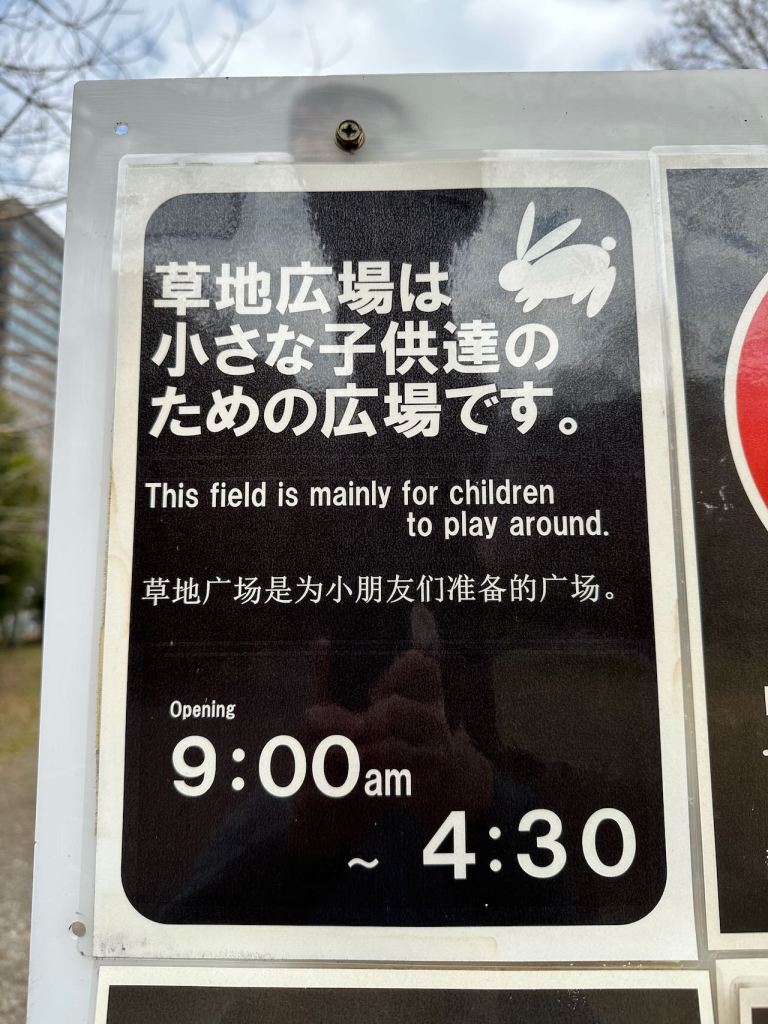 草地広場は
小さな子供達の
ための広場です。
This field is mainly for children
to play around.
草地广场是为小朋友们准备的广场。
Opening
9:00am
~ 4:30